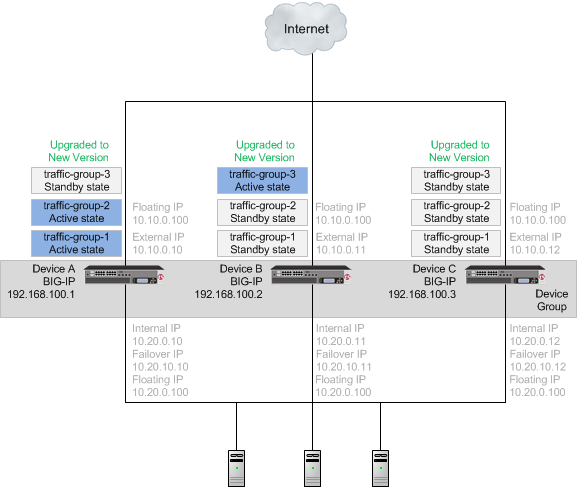 Internet
Upgraded to
New Version
traffic-group-3
Standby state
traffic-group-2
Active state
traffic-group-1
Active state
Floating IP
10.10.0.100
External IP
10.10.0.10
Upgraded to
New Version
traffic-group-3
Active state
traffic-group-2
Standby state
traffic-group-1
Standby state
Floating IP
10.10.0.100
External IP
10.10.0.11
Upgraded to
New Version
traffic-group-3
Standby state
traffic-group-2
Standby state
traffic-group-1
Standby state
Floating IP
10.10.0.100
External IP
10.10.0.12
Device A
BIG-IP
192.168.100.1
Device B
BIG-IP
192.168.100.2
Device C
BIG-IP
192.168.100.3
Device
Group
Internal IP
10.20.0.10
Failover IP
10.20.10.10
Floating IP
10.20.0.100
Internal IP
10.20.0.11
Failover IP
10.20.10.11
Floating IP
10.20.0.100
Internal IP
10.20.0.12
Failover IP
10.20.10.12
Floating IP
10.20.0.100